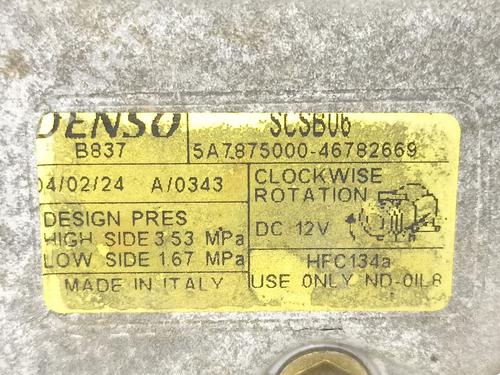 DENSO
SCSB06
B837
5A7875000-46782669
04/02/24 A/0343
CLOCKWISE
ROTATION
DC 12V
DESIGN PRES
HIGH SIDE 3.53 MPa
LOW SIDE 1.67 MPa
HFC134a
MADE IN ITALY
USE ONLY ND-OIL8